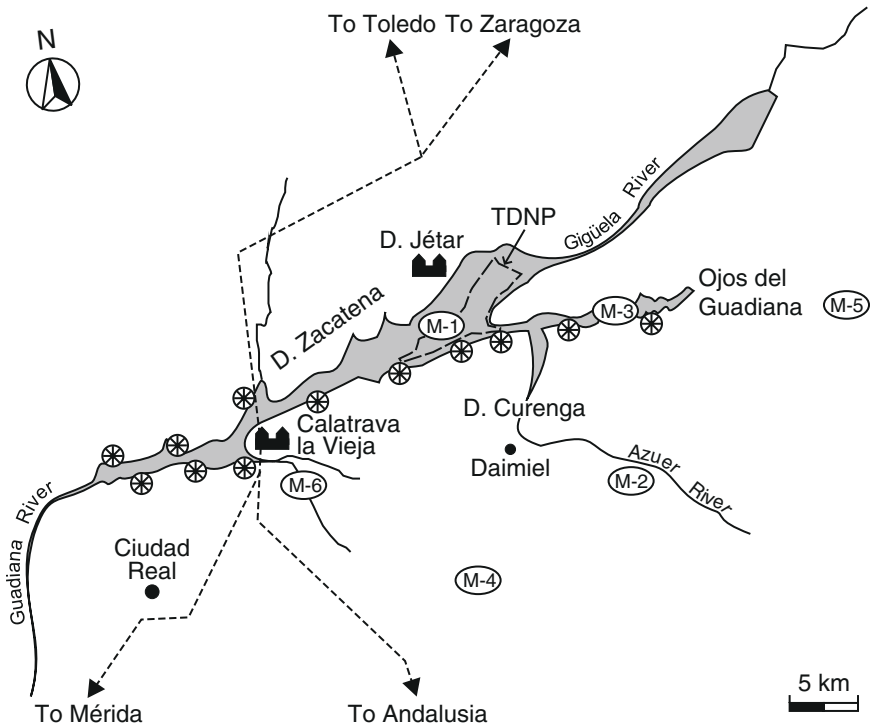 To Toledo
To Zaragoza
N
Gigüela River
TDNP
D. Jétar
Ojos del
Guadiana
M-5
M-3
M-1
D. Zacatena
D. Curenga
Calatrava
la Vieja
Daimiel
Azuer
River
M-6
M-2
Guadiana River
Ciudad
Real
M-4
5 km
To Mérida
To Andalusia